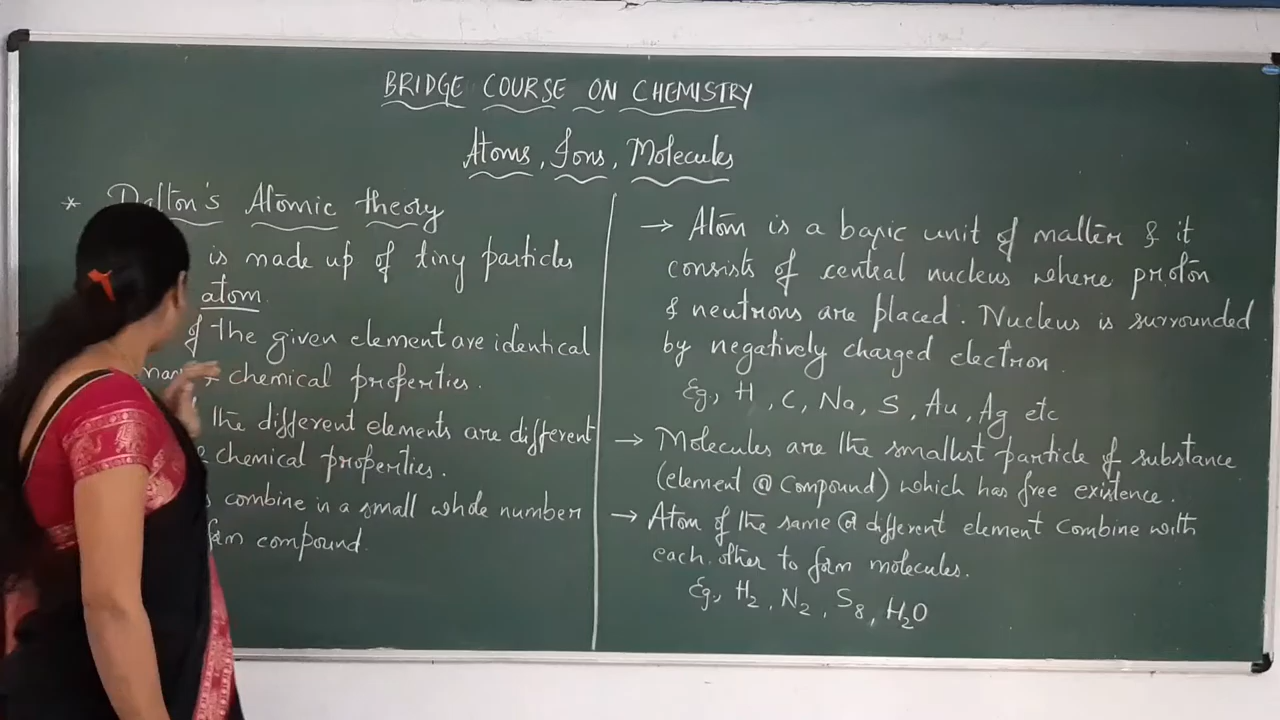 BRIDGE COURSE ON CHEMISTRY
Atoms, Ions, Molecules
* Dalton's Atomic theory
is made up of tiny particles
atom.
of the given element are identical
chemical properties.
the different elements are different
chemical properties.
combine in a small whole number
form compound.
→ Atom is a basic unit of matter & it
consists of central nucleus where proton
& neutrons are placed. Nucleus is surrounded
by negatively charged electron.
Eg, H, C, Na, S, Au, Ag etc
→ Molecules are the smallest particle of substance
(element @ Compound) which has free existence.
→ Atom of the same @ different element combine with
each other to form molecules.
Eg, H₂, N₂, S₈, H₂O